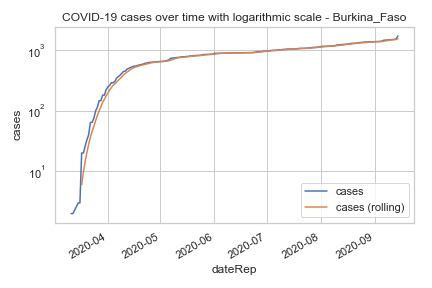 COVID-19 cases over time with logarithmic scale - Burkina_Faso
10³
10²
10¹
cases
cases
cases (rolling)
2020-04
2020-05
2020-06
2020-07
2020-08
2020-09
dateRep